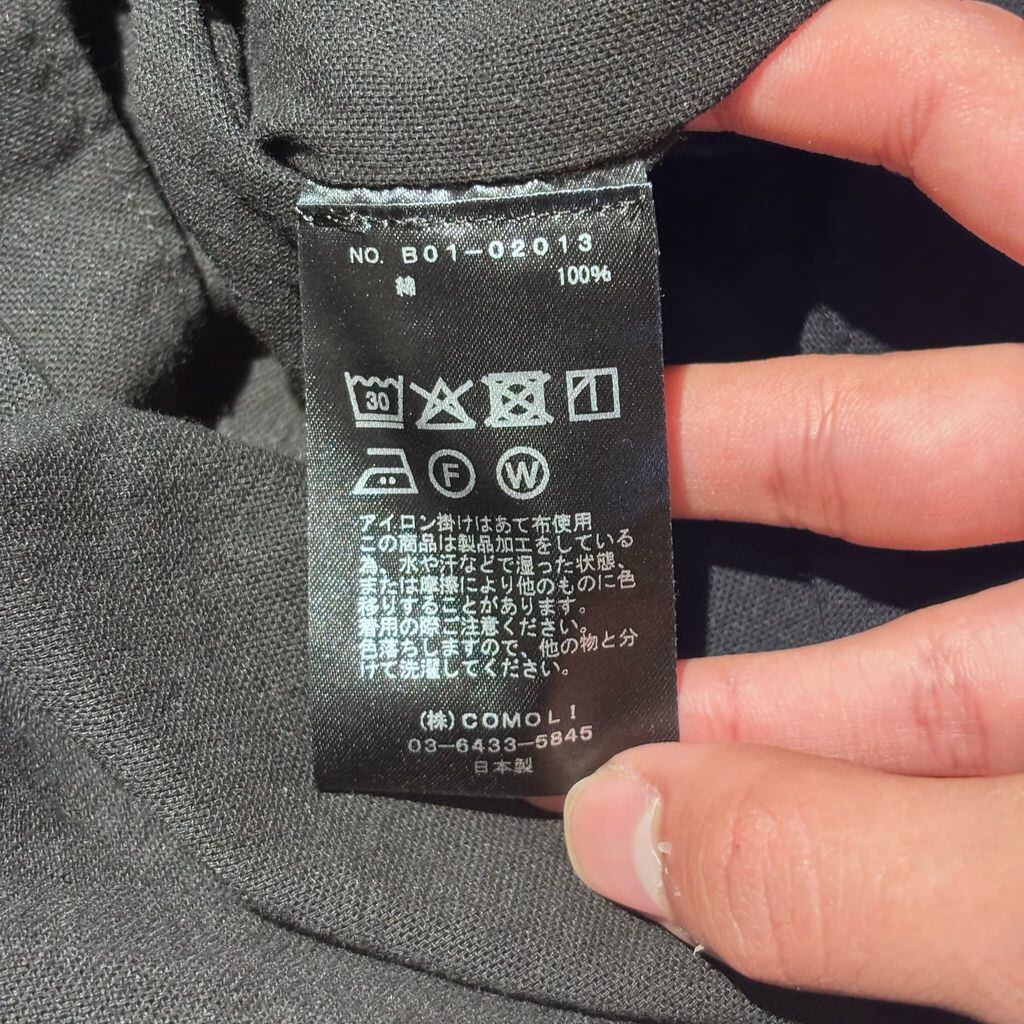 NO. B01-02013
綿 100%
30
F W
アイロン掛けはあて布使用
この商品は製品加工をしている
為、水や汗などで湿った状態、
または摩擦により他のものに色
移りすることがあります。
着用の際ご注意ください。
色落ちしますので、他の物と分
けて洗濯してください。
(株)COMOLI
03-6433-5845
日本製